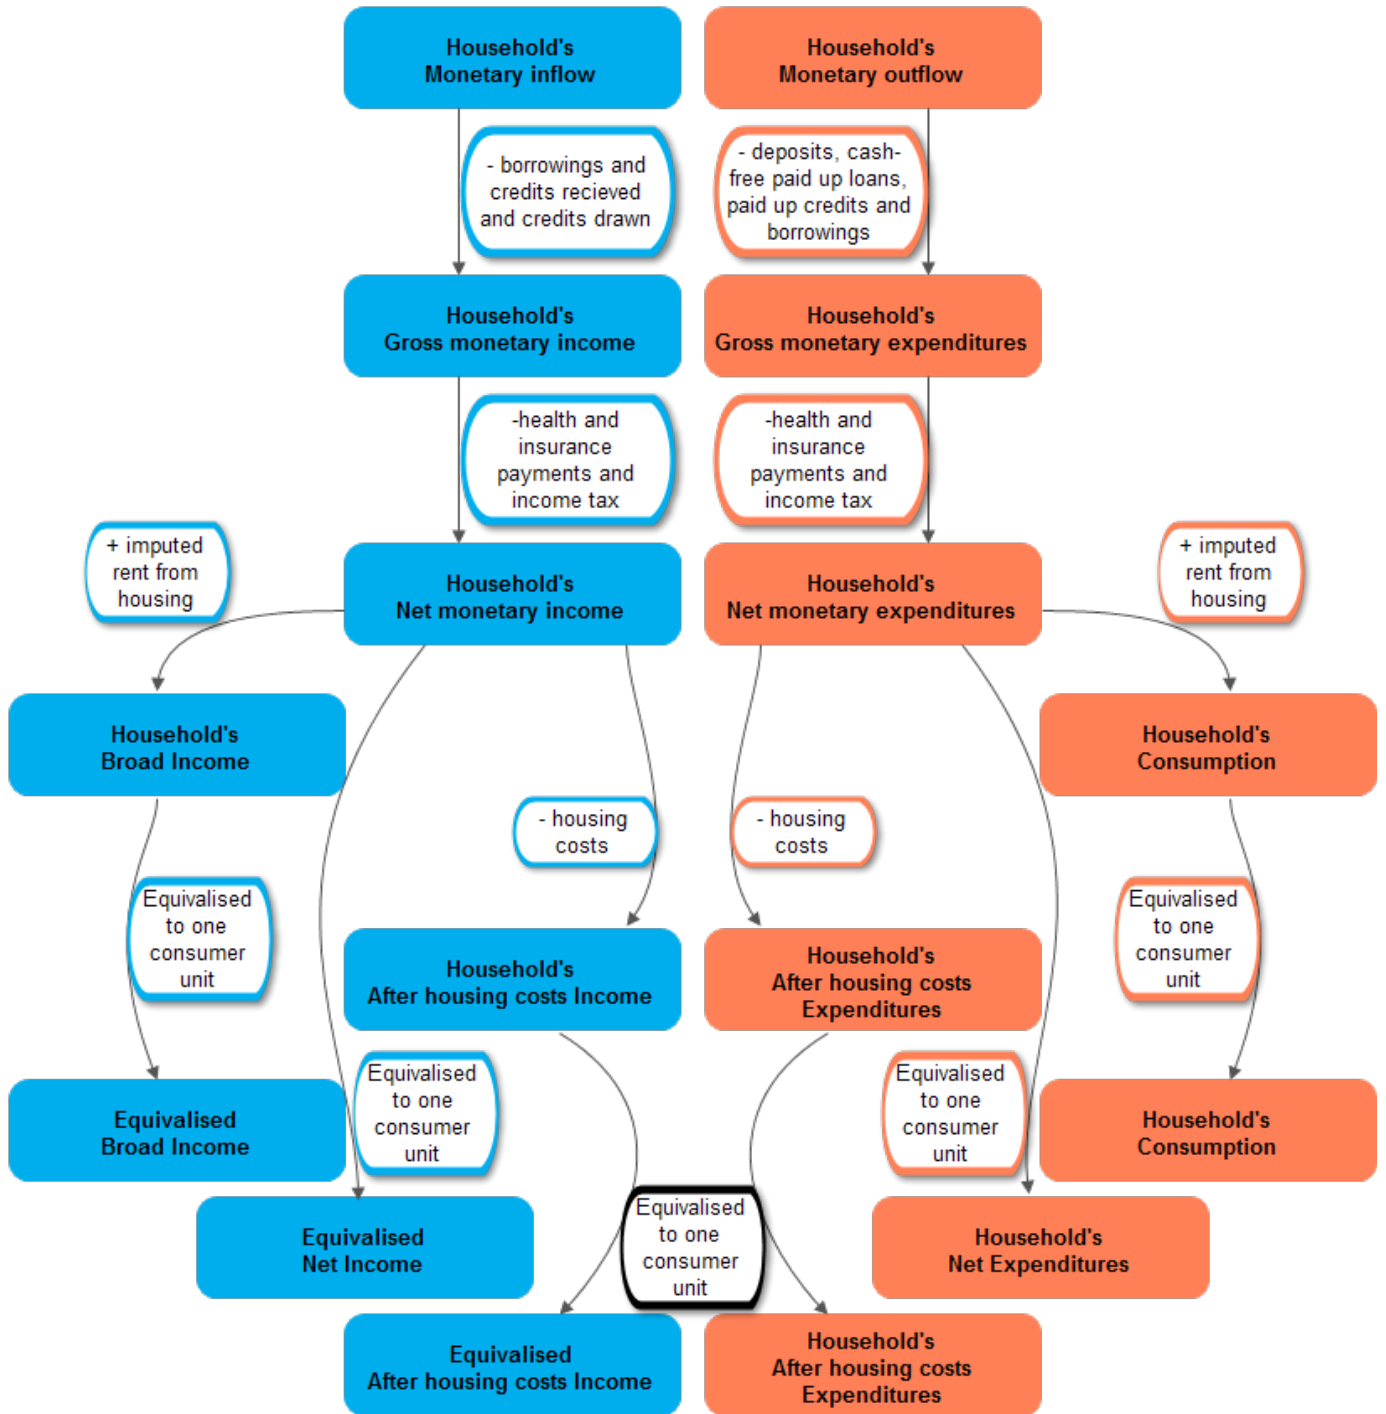 Household's
Monetary inflow
Household's
Monetary outflow
- borrowings and
credits recieved
and credits drawn
- deposits, cash-
free paid up loans,
paid up credits and
borrowings
Household's
Gross monetary income
Household's
Gross monetary expenditures
-health and
insurance
payments and
income tax
-health and
insurance
payments and
income tax
+ imputed
rent from
housing
Household's
Net monetary income
Household's
Net monetary expenditures
+ imputed
rent from
housing
Household's
Broad Income
Household's
Consumption
- housing
costs
- housing
costs
Equivalised
to one
consumer
unit
Equivalised
to one
consumer
unit
Household's
After housing costs Income
Household's
After housing costs
Expenditures
Equivalised
to one
consumer
unit
Equivalised
to one
consumer
unit
Equivalised
Broad Income
Household's
Consumption
Equivalised
Net Income
Equivalised
to one
consumer
unit
Household's
Net Expenditures
Equivalised
After housing costs Income
Household's
After housing costs
Expenditures